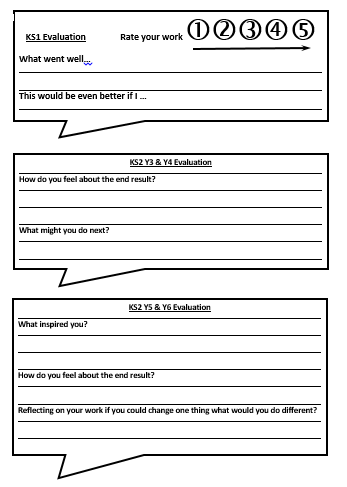 KS1 Evaluation Rate your work ① ② ③ ④ ⑤
What went well...
This would be even better if I ...
KS2 Y3 & Y4 Evaluation
How do you feel about the end result?
What might you do next?
KS2 Y5 & Y6 Evaluation
What inspired you?
How do you feel about the end result?
Reflecting on your work if you could change one thing what would you do different?